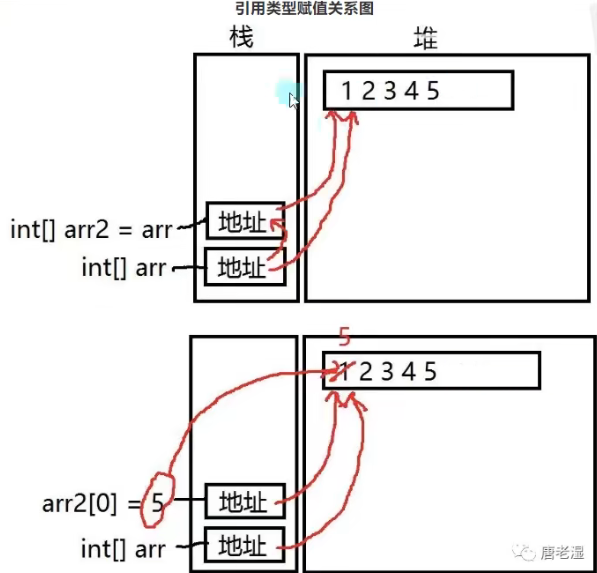 引用类型赋值关系图
栈 堆
1 2 3 4 5
int[] arr2 = arr 地址
int[] arr 地址
5
1 2 3 4 5
arr2[0] = 5 地址
int[] arr 地址
唐老湿